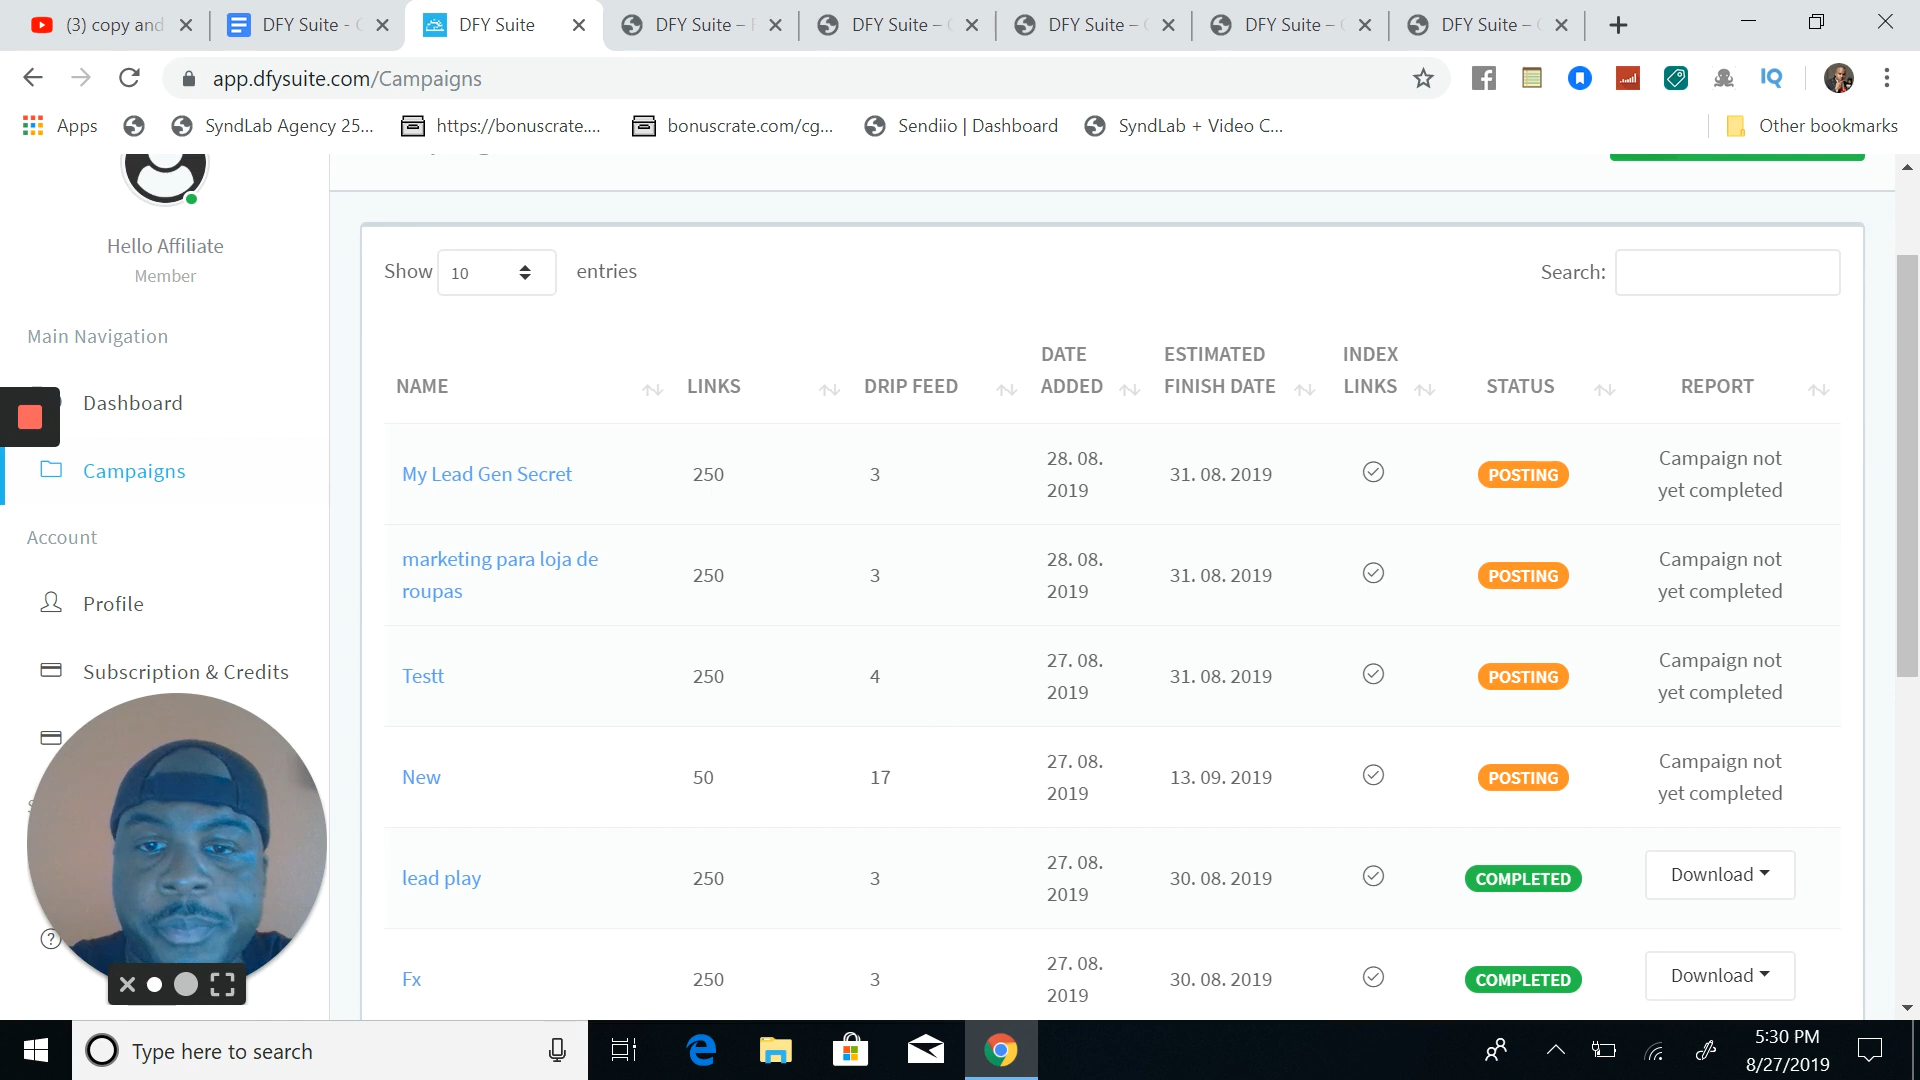 (3) copy and
DFY Suite -
DFY Suite
DFY Suite –
DFY Suite –
DFY Suite –
DFY Suite –
DFY Suite –
app.dfysuite.com/Campaigns
IQ
Apps
SyndLab Agency 25...
https://bonuscrate....
bonuscrate.com/cg...
Sendiio | Dashboard
SyndLab + Video C...
Other bookmarks
Hello Affiliate
Member
Main Navigation
Dashboard
Campaigns
Account
Profile
Subscription & Credits
Show 10 entries
Search:
NAME LINKS DRIP FEED DATE ADDED ESTIMATED FINISH DATE INDEX LINKS STATUS REPORT
My Lead Gen Secret 250 3 28. 08. 2019 31. 08. 2019 POSTING Campaign not yet completed
marketing para loja de roupas 250 3 28. 08. 2019 31. 08. 2019 POSTING Campaign not yet completed
Testt 250 4 27. 08. 2019 31. 08. 2019 POSTING Campaign not yet completed
New 50 17 27. 08. 2019 13. 09. 2019 POSTING Campaign not yet completed
lead play 250 3 27. 08. 2019 30. 08. 2019 COMPLETED Download
Fx 250 3 27. 08. 2019 30. 08. 2019 COMPLETED Download
Type here to search
5:30 PM
8/27/2019